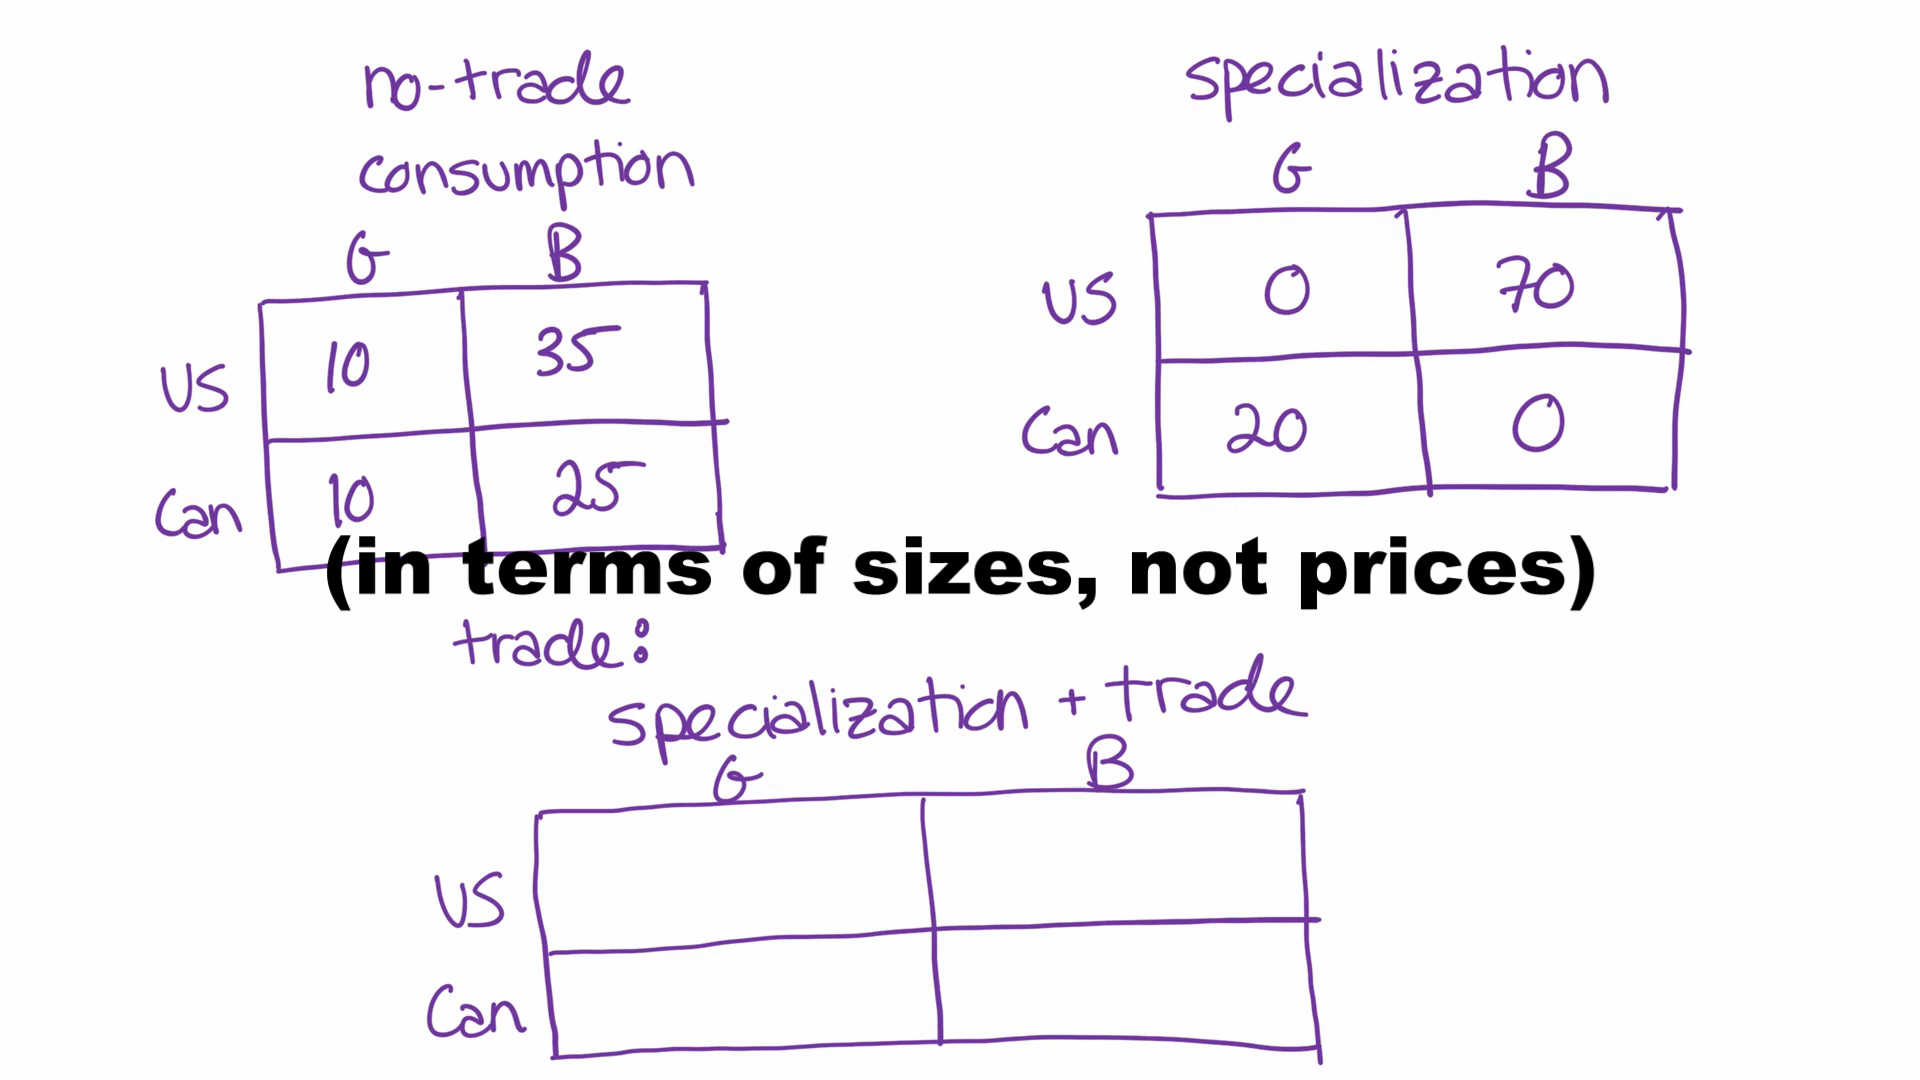 no-trade
consumption
G B
US 10 35
Can 10 25
specialization
G B
US 0 70
Can 20 0
(in terms of sizes, not prices)
trade:
specialization + trade
G B
US
Can